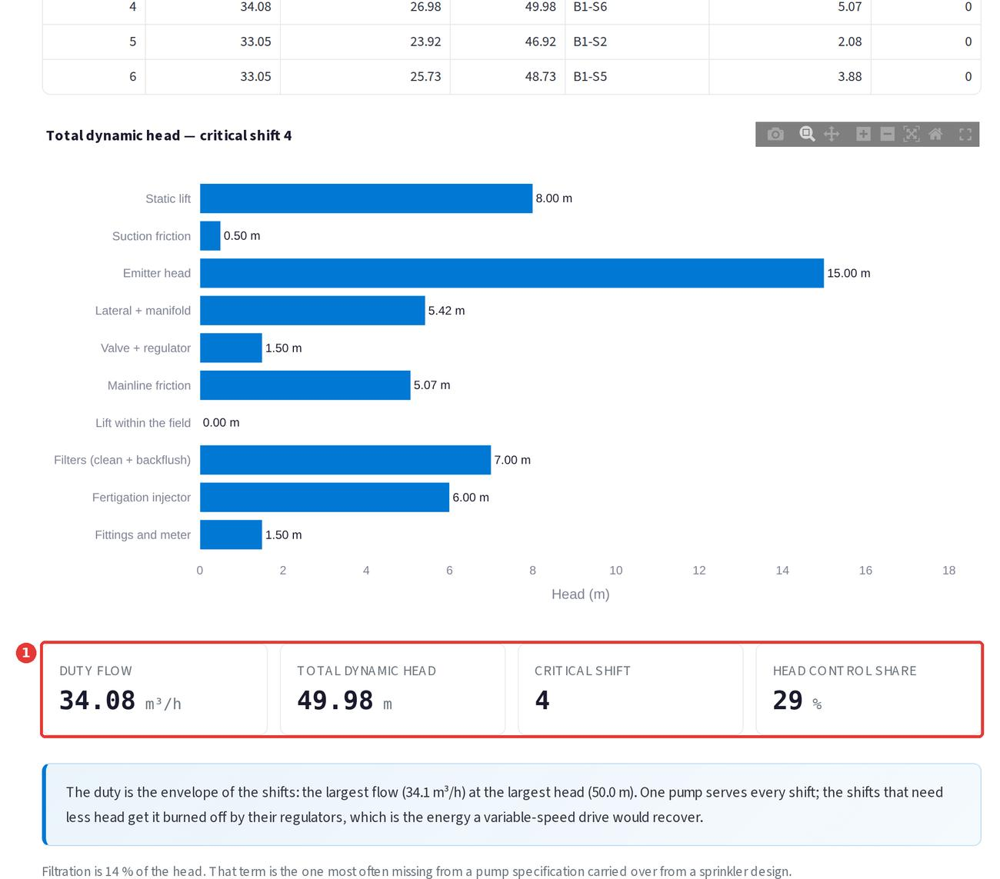 4 34.08 26.98 49.98 B1-S6 5.07 0
5 33.05 23.92 46.92 B1-S2 2.08 0
6 33.05 25.73 48.73 B1-S5 3.88 0
Total dynamic head — critical shift 4
Static lift 8.00 m
Suction friction 0.50 m
Emitter head 15.00 m
Lateral + manifold 5.42 m
Valve + regulator 1.50 m
Mainline friction 5.07 m
Lift within the field 0.00 m
Filters (clean + backflush) 7.00 m
Fertigation injector 6.00 m
Fittings and meter 1.50 m
0 2 4 6 8 10 12 14 16 18
Head (m)
1
DUTY FLOW TOTAL DYNAMIC HEAD CRITICAL SHIFT HEAD CONTROL SHARE
34.08 m³/h 49.98 m 4 29 %
The duty is the envelope of the shifts: the largest flow (34.1 m³/h) at the largest head (50.0 m). One pump serves every shift; the shifts that need
less head get it burned off by their regulators, which is the energy a variable-speed drive would recover.
Filtration is 14 % of the head. That term is the one most often missing from a pump specification carried over from a sprinkler design.